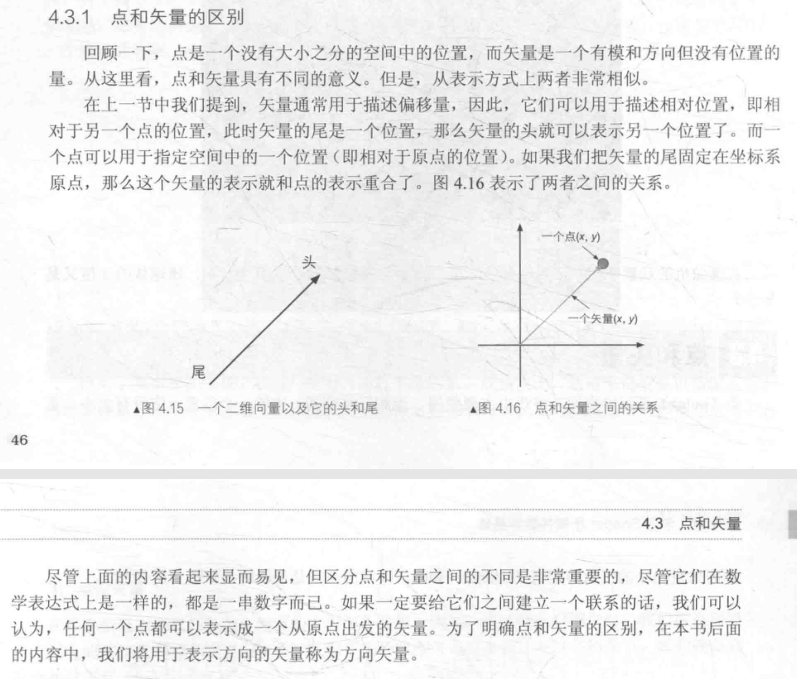 4.3.1 点和矢量的区别
回顾一下，点是一个没有大小之分的空间中的位置，而矢量是一个有模和方向但没有位置的
量。从这里看，点和矢量具有不同的意义。但是，从表示方式上两者非常相似。
在上一节中我们提到，矢量通常用于描述偏移量，因此，它们可以用于描述相对位置，即相
对于另一个点的位置，此时矢量的尾是一个位置，那么矢量的头就可以表示另一个位置了。而一
个点可以用于指定空间中的一个位置（即相对于原点的位置）。如果我们把矢量的尾固定在坐标系
原点，那么这个矢量的表示就和点的表示重合了。图 4.16 表示了两者之间的关系。
头
尾
▲图 4.15 一个二维向量以及它的头和尾
一个点(x, y)
一个矢量(x, y)
▲图 4.16 点和矢量之间的关系
46
4.3 点和矢量
尽管上面的内容看起来显而易见，但区分点和矢量之间的不同是非常重要的，尽管它们在数
学表达式上是一样的，都是一串数字而已。如果一定要给它们之间建立一个联系的话，我们可以
认为，任何一个点都可以表示成一个从原点出发的矢量。为了明确点和矢量的区别，在本书后面
的内容中，我们将用于表示方向的矢量称为方向矢量。